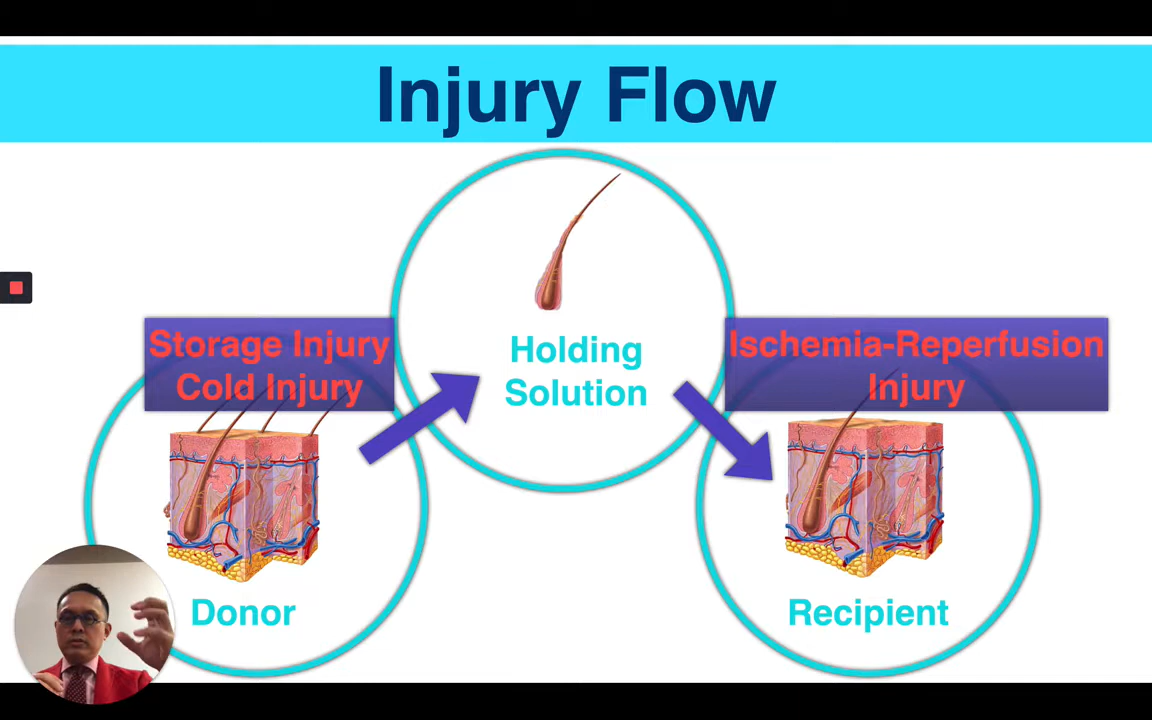 Injury Flow
Storage Injury
Cold Injury
Holding
Solution
Ischemia-Reperfusion
Injury
Donor
Recipient